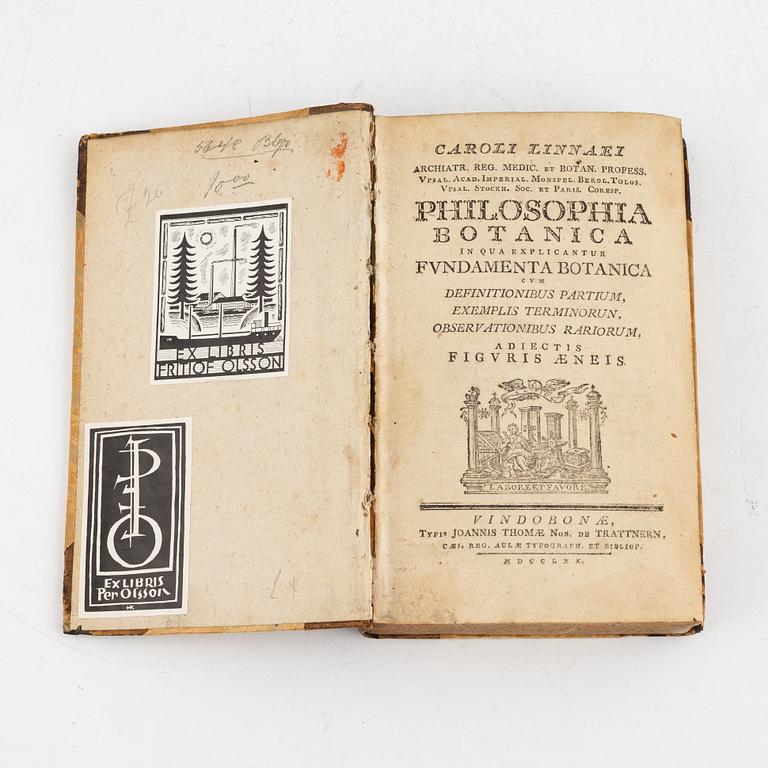 EX LIBRIS
FRITIOF OLSSON
EX LIBRIS
Per Olsson
HK
CAROLI LINNAEI
ARCHIATR. REG. MEDIC. ET BOTAN. PROFESS.
VPSAL. ACAD. IMPERIAL. MONSPEL. BEROL. TOLOS.
VPSAL. STOCKH. SOC. ET PARIS. CORESP.
PHILOSOPHIA
BOTANICA
IN QUA EXPLICANTUR
FVNDAMENTA BOTANICA
CVM
DEFINITIONIBUS PARTIUM,
EXEMPLIS TERMINORUN,
OBSERVATIONIBUS RARIORUM,
ADIECTIS
FIGVRIS ÆNEIS.
LABORE ET FAVORE
VINDOBONÆ,
TYPIS JOANNIS THOMÆ NOB. DE TRATTNERN,
CÆS. REG. AULÆ TYPOGRAPH. ET BIBLIOP.
MDCCLXX.